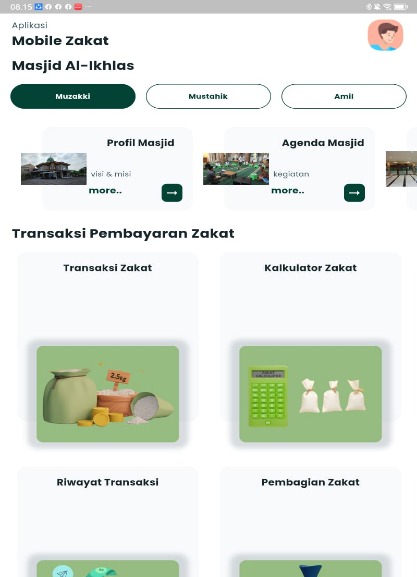 08.15
Aplikasi
Mobile Zakat
Masjid Al-Ikhlas
Muzakki
Mustahik
Amil
Profil Masjid
visi & misi
more..
Agenda Masjid
kegiatan
more..
Transaksi Pembayaran Zakat
Transaksi Zakat
2.5kg
Kalkulator Zakat
Riwayat Transaksi
Pembagian Zakat